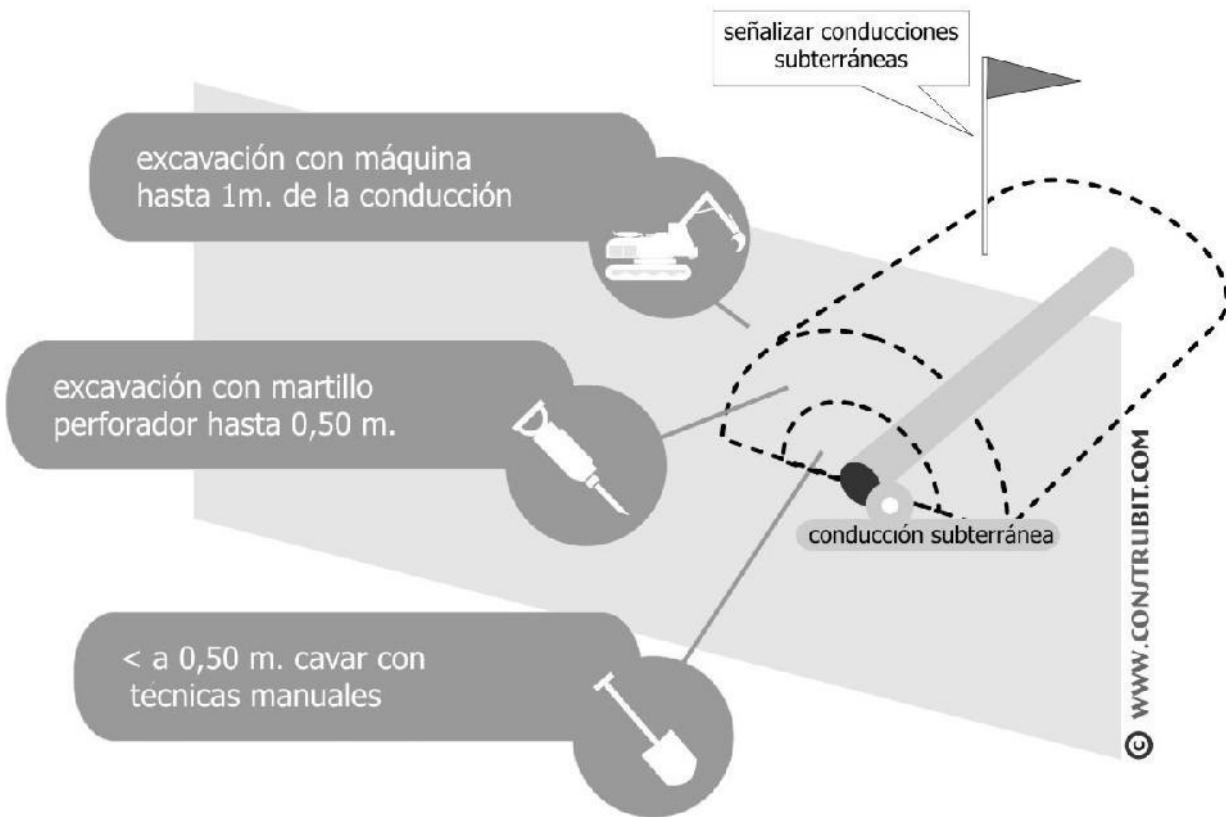 señalizar conducciones
subterráneas
excavación con máquina
hasta 1m. de la conducción
excavación con martillo
perforador hasta 0,50 m.
conducción subterránea
< a 0,50 m. cavar con
técnicas manuales
© WWW.CONSTRUBIT.COM